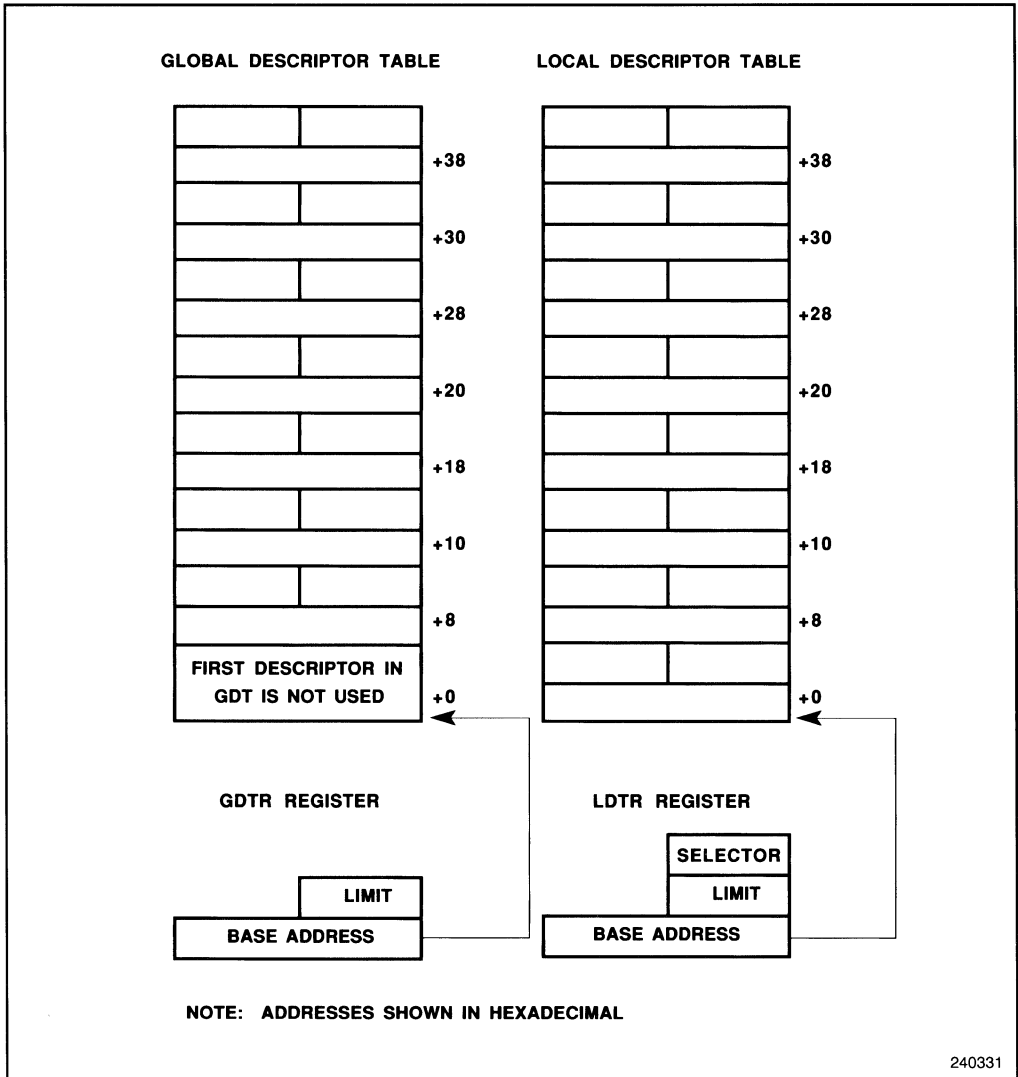 GLOBAL DESCRIPTOR TABLE
LOCAL DESCRIPTOR TABLE
+38
+38
+30
+30
+28
+28
+20
+20
+18
+18
+10
+10
+8
+8
FIRST DESCRIPTOR IN
GDT IS NOT USED
+0
+0
GDTR REGISTER
LDTR REGISTER
SELECTOR
LIMIT
LIMIT
BASE ADDRESS
BASE ADDRESS
NOTE: ADDRESSES SHOWN IN HEXADECIMAL
240331